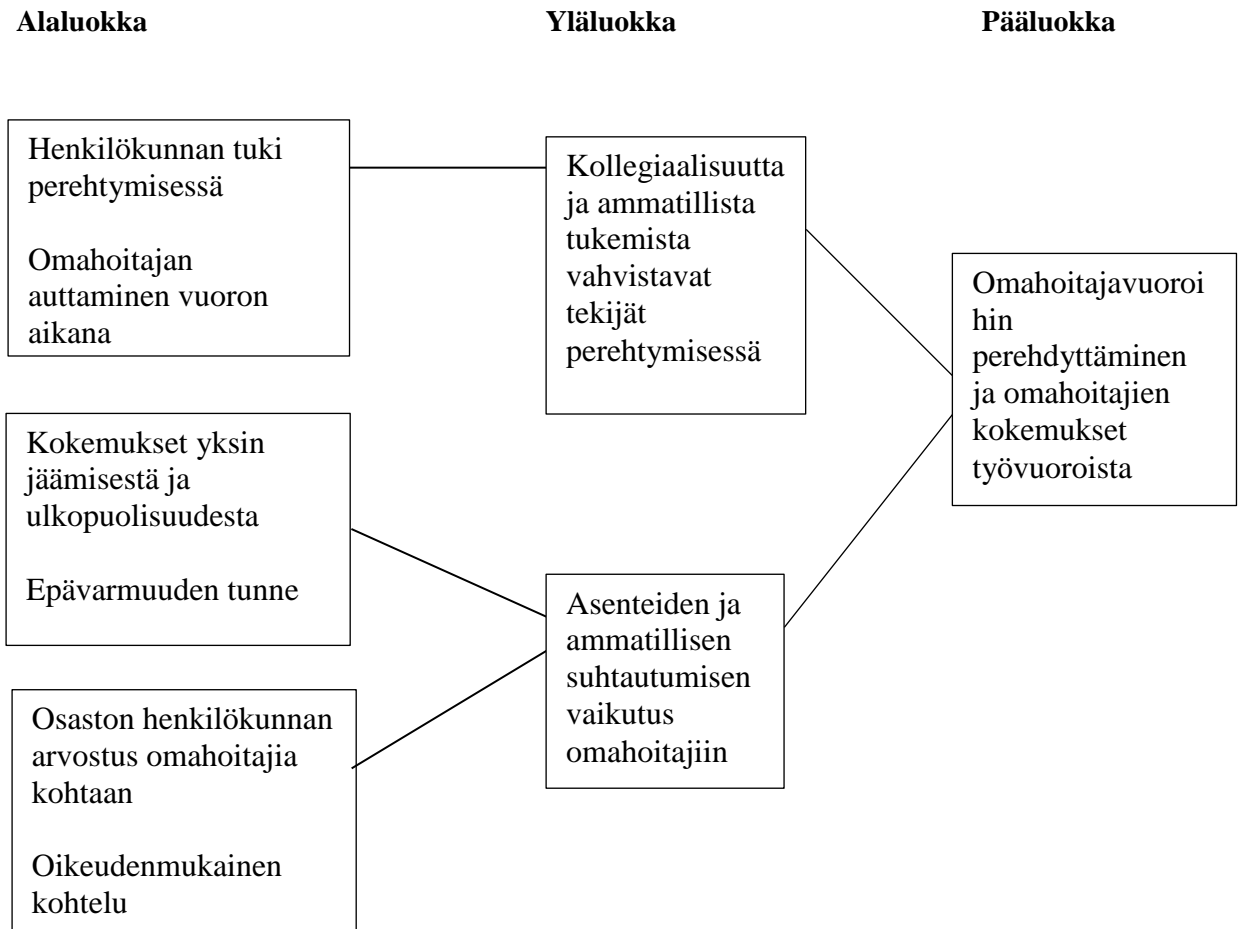 Alaluokka
Yläluokka
Pääluokka
Henkilökunnan tuki
perehtymisessä
Omahoitajan
auttaminen vuoron
aikana
Kokemukset yksin
jäämisestä ja
ulkopuolisuudesta
Epävarmuuden tunne
Osaston henkilökunnan
arvostus omahoitajia
kohtaan
Oikeudenmukainen
kohtelu
Kollegiaalisuutta
ja ammatillista
tukemista
vahvistavat
tekijät
perehtymisessä
Asenteiden ja
ammatillisen
suhtautumisen
vaikutus
omahoitajiin
Omahoitajavuoroi
hin
perehdyttäminen
ja omahoitajien
kokemukset
työvuoroista